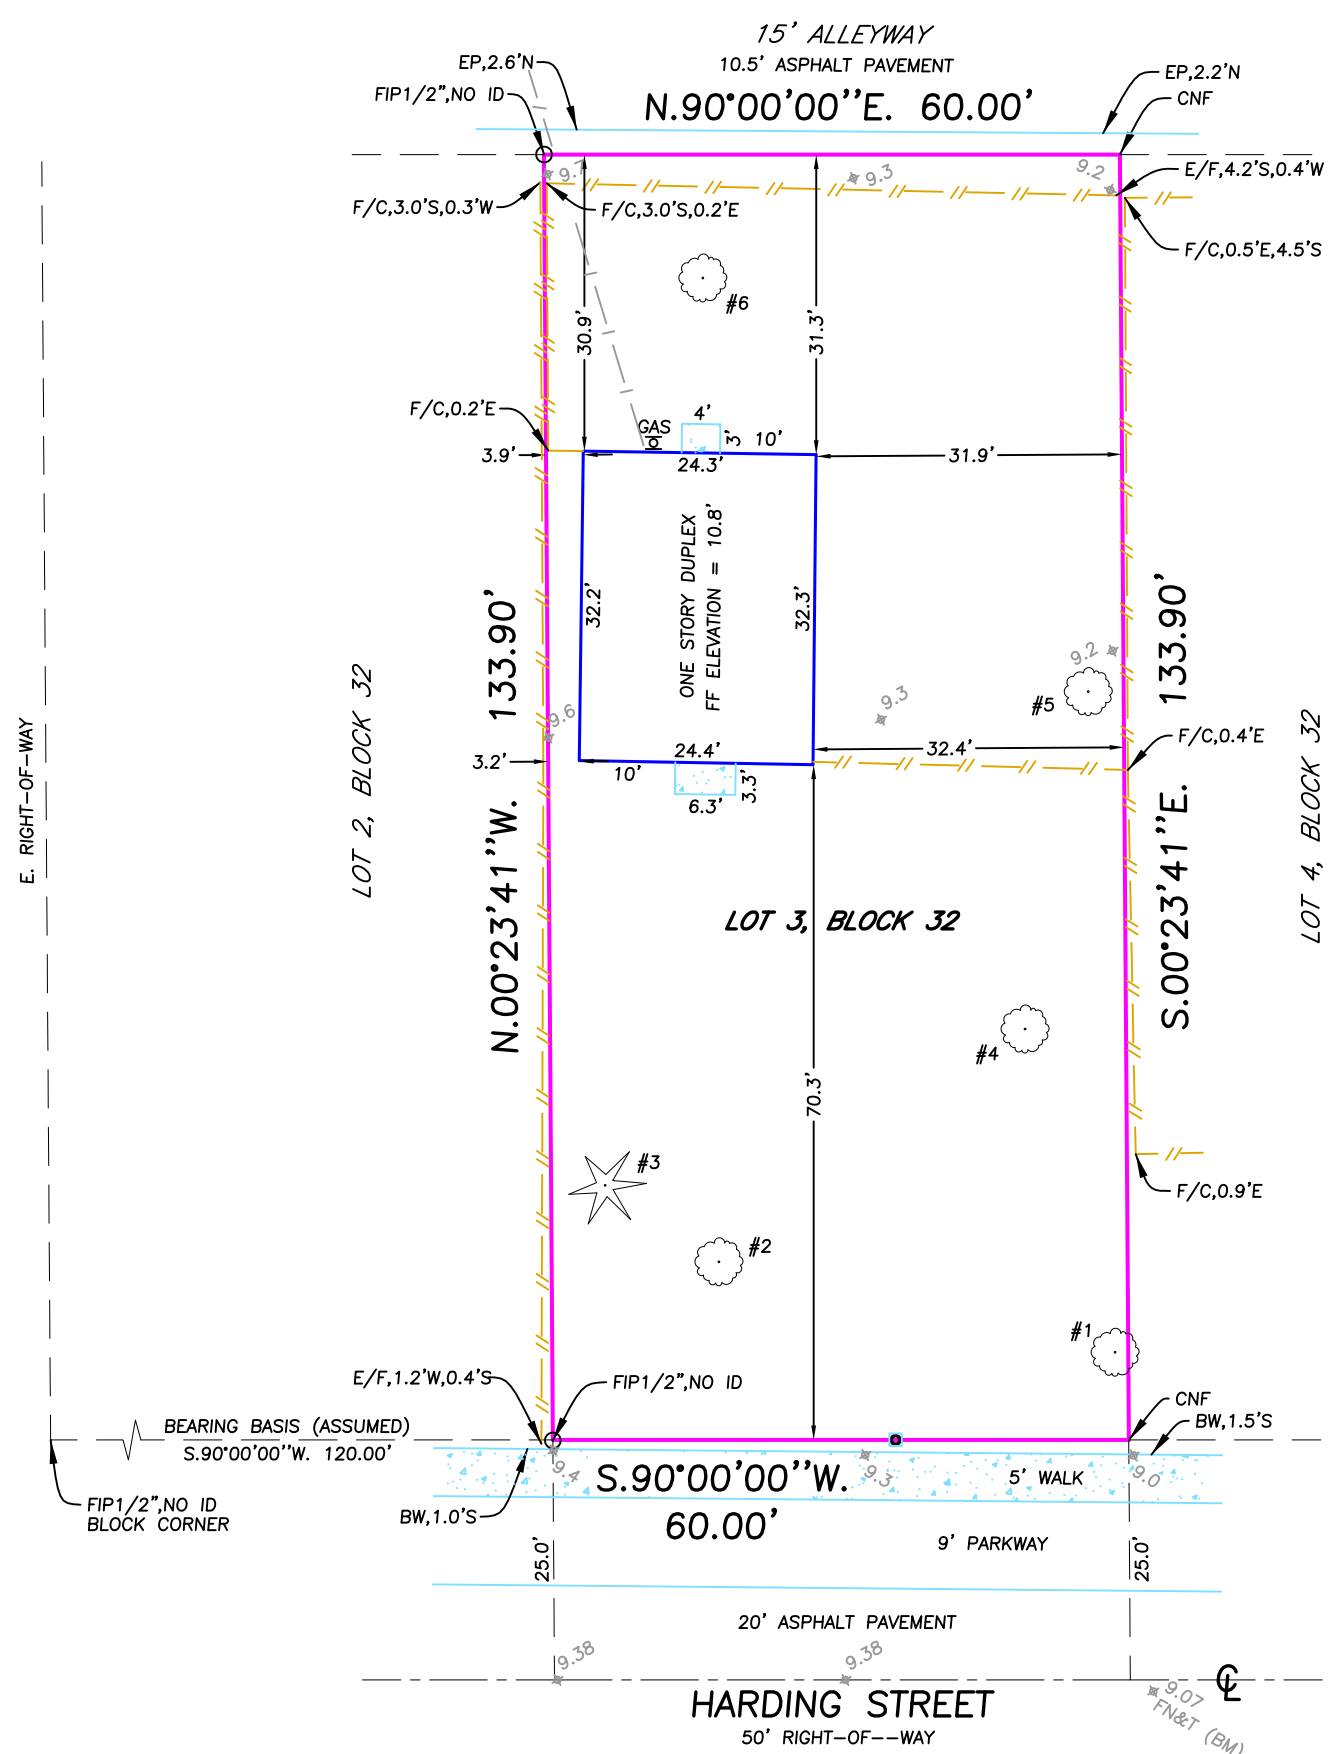 15' ALLEYWAY
10.5' ASPHALT PAVEMENT
EP,2.6'N
EP,2.2'N
FIP1/2",NO ID
CNF
N.90°00'00"E. 60.00'
9.7
9.3
9.2
E/F,4.2'S,0.4'W
F/C,3.0'S,0.3'W
F/C,3.0'S,0.2'E
F/C,0.5'E,4.5'S
#6
30.9'
31.3'
F/C,0.2'E
4'
GAS
3'
10'
3.9'
24.3'
31.9'
ONE STORY DUPLEX
FF ELEVATION = 10.8'
32.2'
32.3'
N.00°23'41"W. 133.90'
S.00°23'41"E. 133.90'
9.2
#5
9.3
9.6
LOT 2, BLOCK 32
LOT 4, BLOCK 32
E. RIGHT-OF-WAY
F/C,0.4'E
24.4'
32.4'
3.2'
10'
3.3'
6.3'
LOT 3, BLOCK 32
#4
70.3'
#3
F/C,0.9'E
#2
#1
E/F,1.2'W,0.4'S
FIP1/2",NO ID
CNF
BW,1.5'S
BEARING BASIS (ASSUMED)
S.90°00'00"W. 120.00'
9.4
9.3
9.0
S.90°00'00"W.
60.00'
5' WALK
FIP1/2",NO ID
BLOCK CORNER
BW,1.0'S
9' PARKWAY
25.0'
25.0'
20' ASPHALT PAVEMENT
9.38
9.38
9.07
FN&T (BM)
HARDING STREET
50' RIGHT-OF--WAY